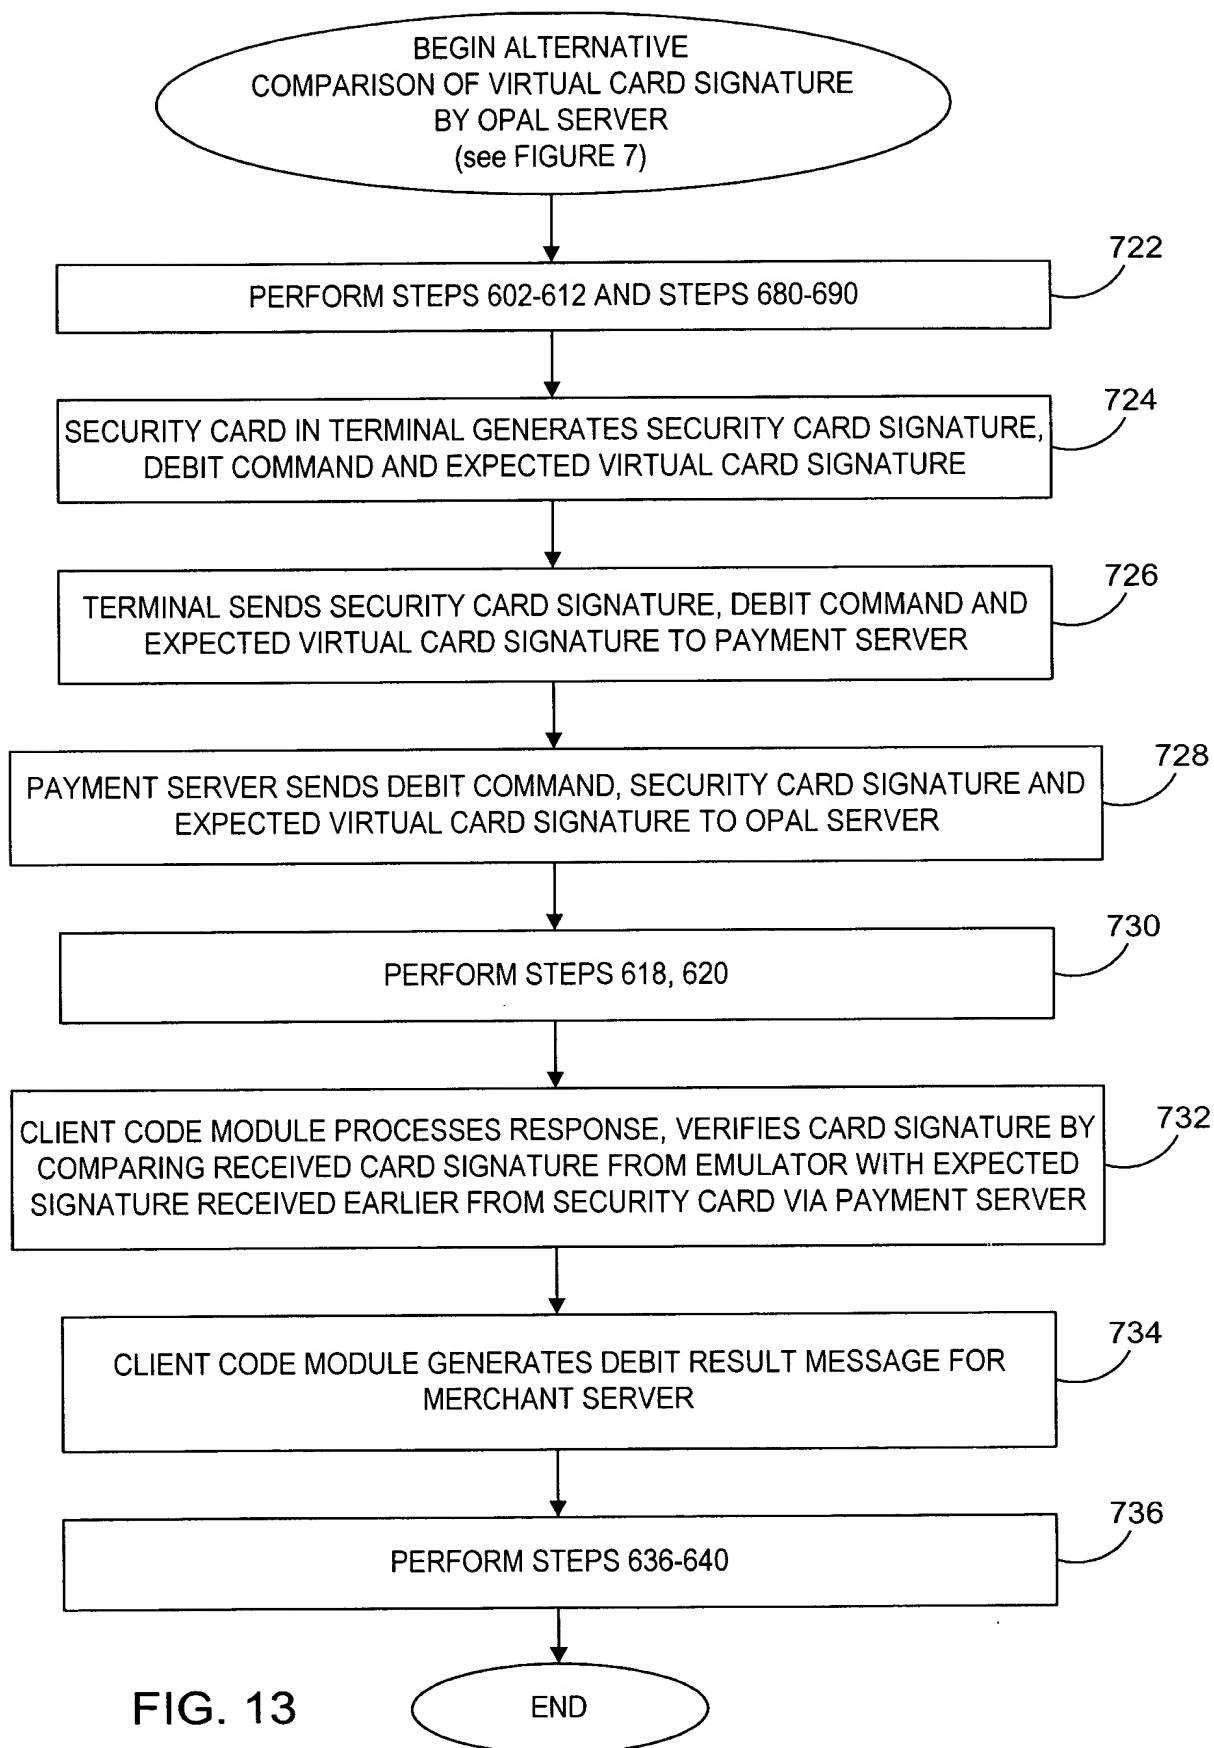 BEGIN ALTERNATIVE
COMPARISON OF VIRTUAL CARD SIGNATURE
BY OPAL SERVER
(see FIGURE 7)
722
PERFORM STEPS 602-612 AND STEPS 680-690
724
SECURITY CARD IN TERMINAL GENERATES SECURITY CARD SIGNATURE,
DEBIT COMMAND AND EXPECTED VIRTUAL CARD SIGNATURE
726
TERMINAL SENDS SECURITY CARD SIGNATURE, DEBIT COMMAND AND
EXPECTED VIRTUAL CARD SIGNATURE TO PAYMENT SERVER
728
PAYMENT SERVER SENDS DEBIT COMMAND, SECURITY CARD SIGNATURE AND
EXPECTED VIRTUAL CARD SIGNATURE TO OPAL SERVER
730
PERFORM STEPS 618, 620
732
CLIENT CODE MODULE PROCESSES RESPONSE, VERIFIES CARD SIGNATURE BY
COMPARING RECEIVED CARD SIGNATURE FROM EMULATOR WITH EXPECTED
SIGNATURE RECEIVED EARLIER FROM SECURITY CARD VIA PAYMENT SERVER
734
CLIENT CODE MODULE GENERATES DEBIT RESULT MESSAGE FOR
MERCHANT SERVER
736
PERFORM STEPS 636-640
END
FIG. 13